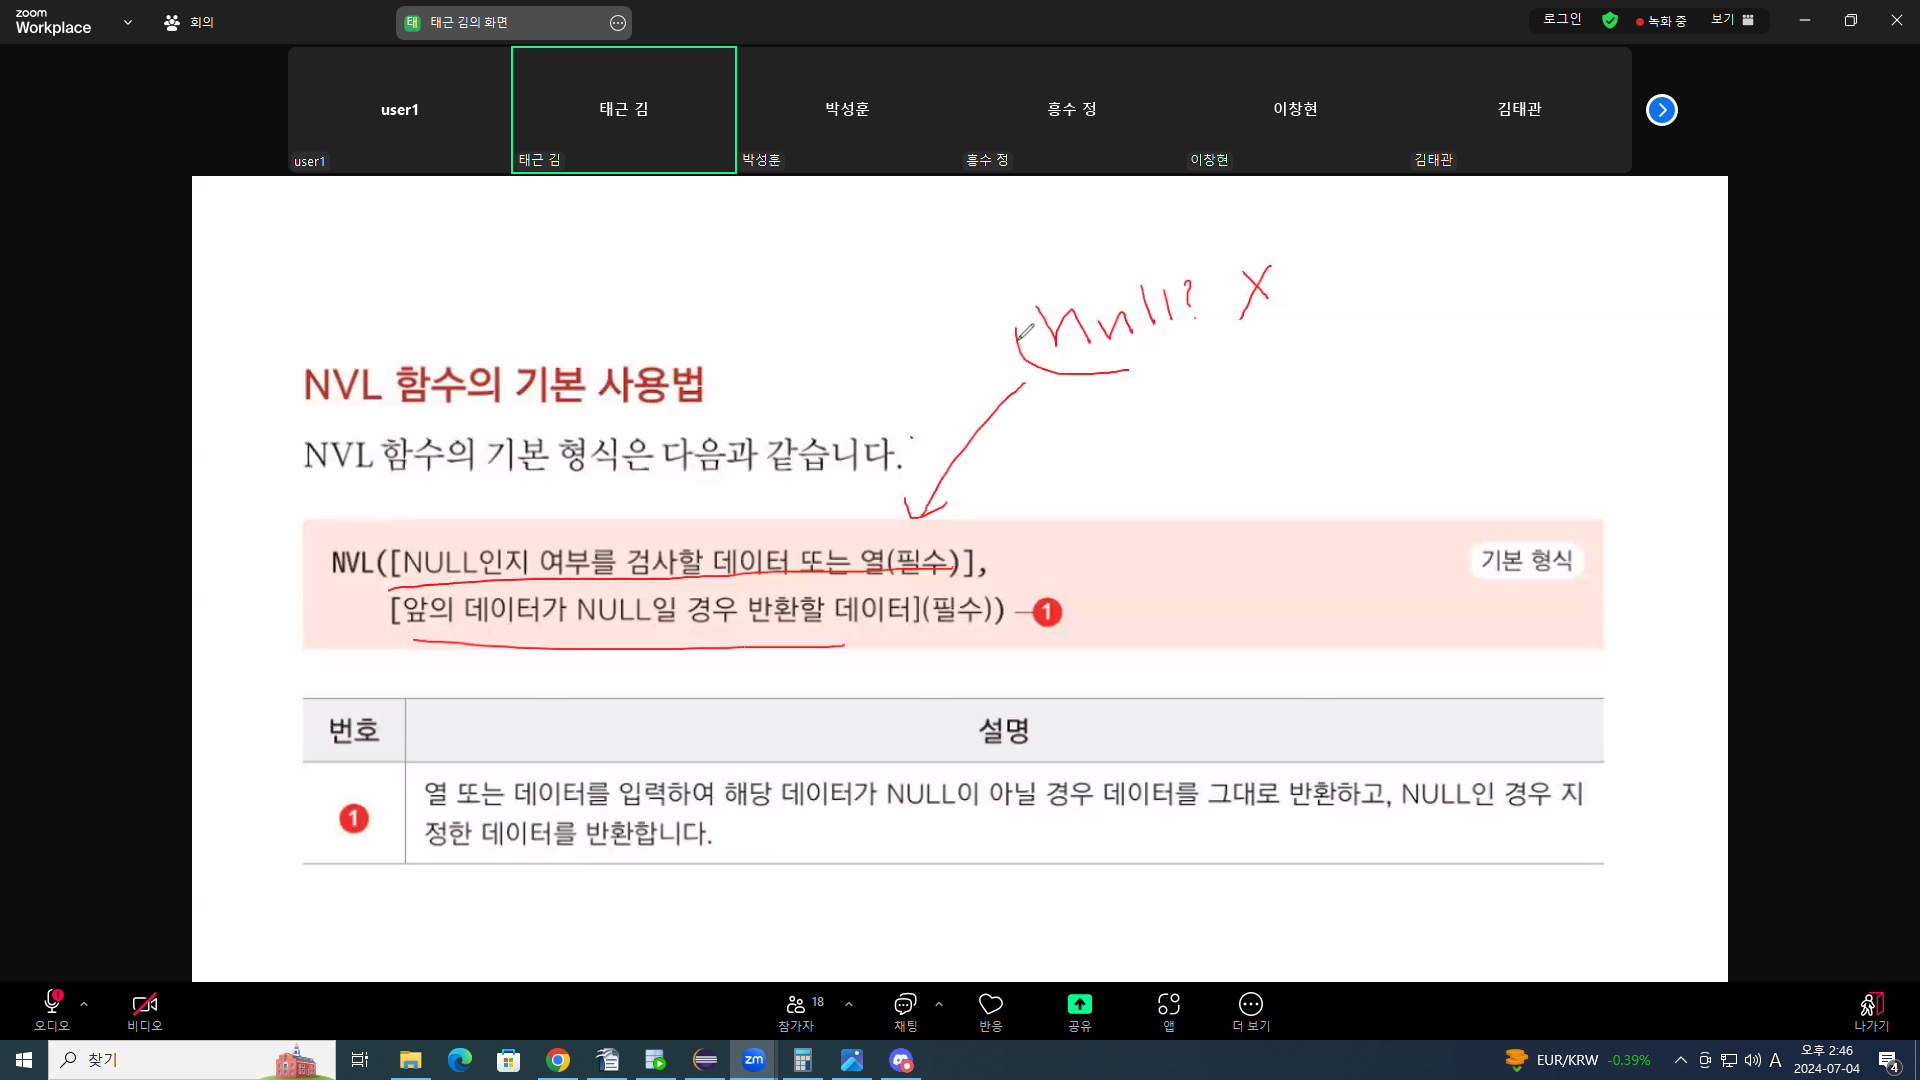 zoom
Workplace
회의
태 태근 김의 화면
로그인
녹화 중
보기
user1
태근 김
박성훈
흥수 정
이창현
김태관
user1
태근 김
박성훈
흥수 정
이창현
김태관
Null? X
NVL 함수의 기본 사용법
NVL 함수의 기본 형식은 다음과 같습니다.
NVL([NULL인지 여부를 검사할 데이터 또는 열(필수)],
기본 형식
[앞의 데이터가 NULL일 경우 반환할 데이터](필수)) 1
번호 설명
1 열 또는 데이터를 입력하여 해당 데이터가 NULL이 아닐 경우 데이터를 그대로 반환하고, NULL인 경우 지
정한 데이터를 반환합니다.
오디오
비디오
18
참가자
채팅
반응
공유
앱
더 보기
나가기
찾기
zm
EUR/KRW -0.39%
A
오후 2:46
2024-07-04
4